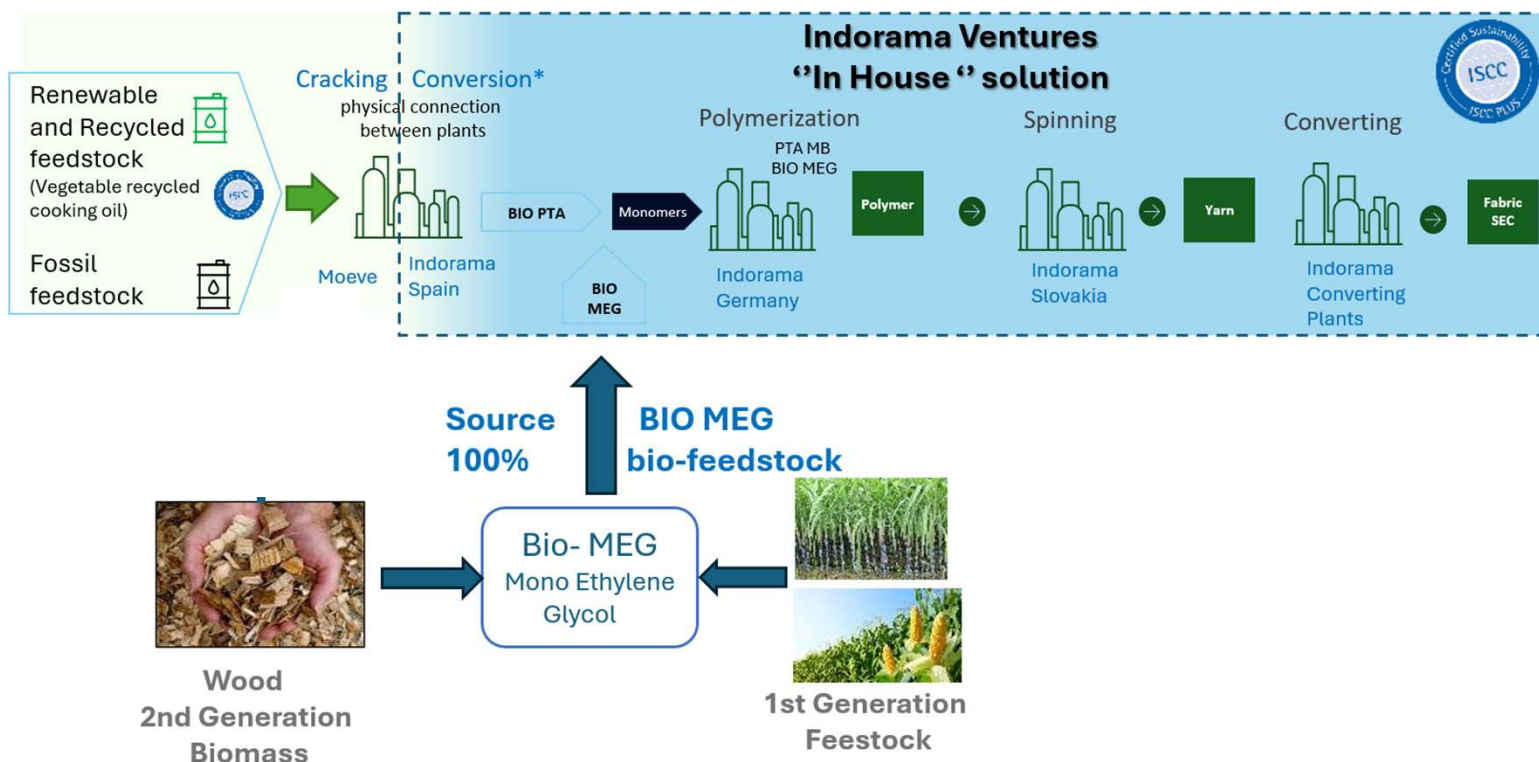 Indorama Ventures
‘’In House ‘’ solution
Certified Sustainability
ISCC
ISCC PLUS
Renewable
and Recycled
feedstock
(Vegetable recycled
cooking oil)
ISCC
Fossil
feedstock
Cracking
Conversion*
physical connection
between plants
Moeve
Indorama
Spain
BIO PTA
BIO
MEG
Monomers
Polymerization
PTA MB
BIO MEG
Indorama
Germany
Polymer
Spinning
Indorama
Slovakia
Yarn
Converting
Indorama
Converting
Plants
Fabric
SEC
Source
100%
BIO MEG
bio-feedstock
Bio- MEG
Mono Ethylene
Glycol
Wood
2nd Generation
Biomass
1st Generation
Feestock